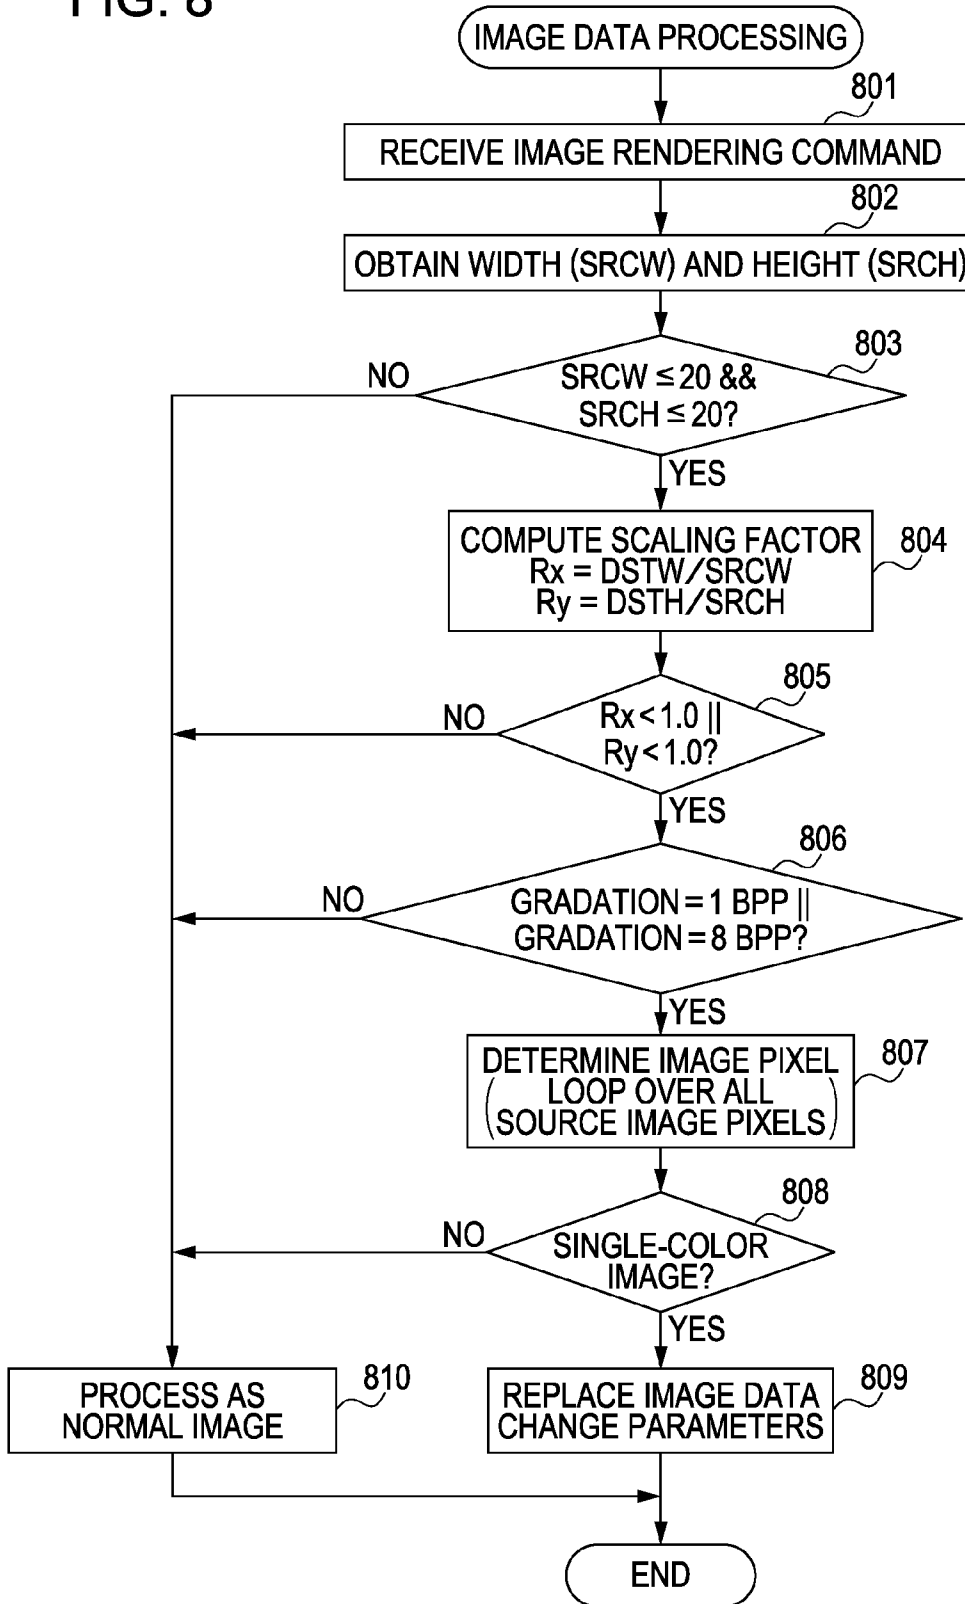 FIG. 8
IMAGE DATA PROCESSING
801
RECEIVE IMAGE RENDERING COMMAND
802
OBTAIN WIDTH (SRCW) AND HEIGHT (SRCH)
803
NO
SRCW ≤ 20 &&
SRCH ≤ 20?
YES
COMPUTE SCALING FACTOR
Rx = DSTW/SRCW
Ry = DSTH/SRCH
804
805
NO
Rx < 1.0 ||
Ry < 1.0?
YES
806
NO
GRADATION = 1 BPP ||
GRADATION = 8 BPP?
YES
DETERMINE IMAGE PIXEL
(LOOP OVER ALL
SOURCE IMAGE PIXELS)
807
808
NO
SINGLE-COLOR
IMAGE?
YES
PROCESS AS
NORMAL IMAGE
810
REPLACE IMAGE DATA
CHANGE PARAMETERS
809
END